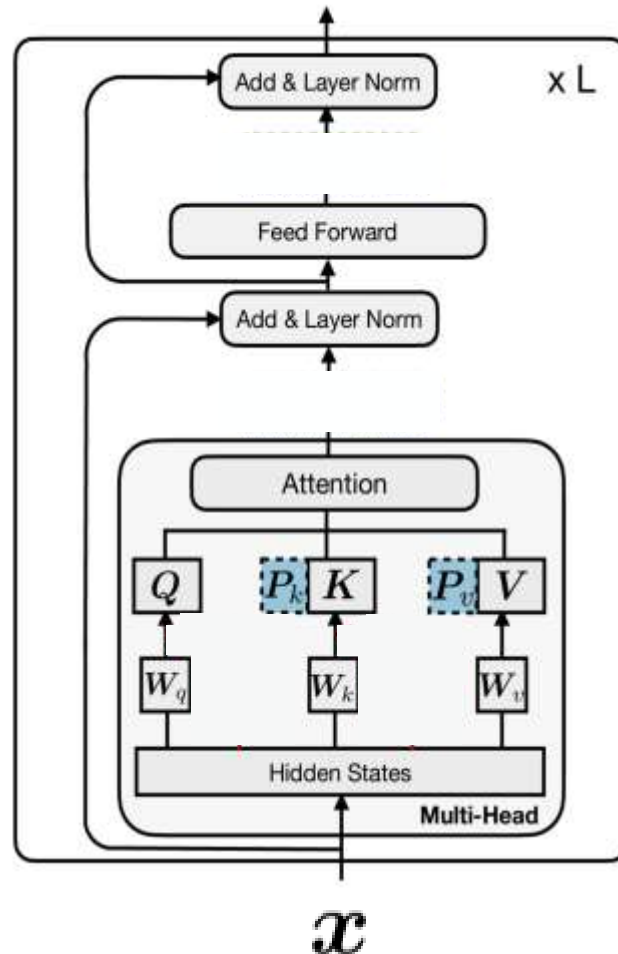 Add & Layer Norm
x L
Feed Forward
Add & Layer Norm
Attention
Q P_k K P_v V
W_q W_k W_v
Hidden States
Multi-Head
x